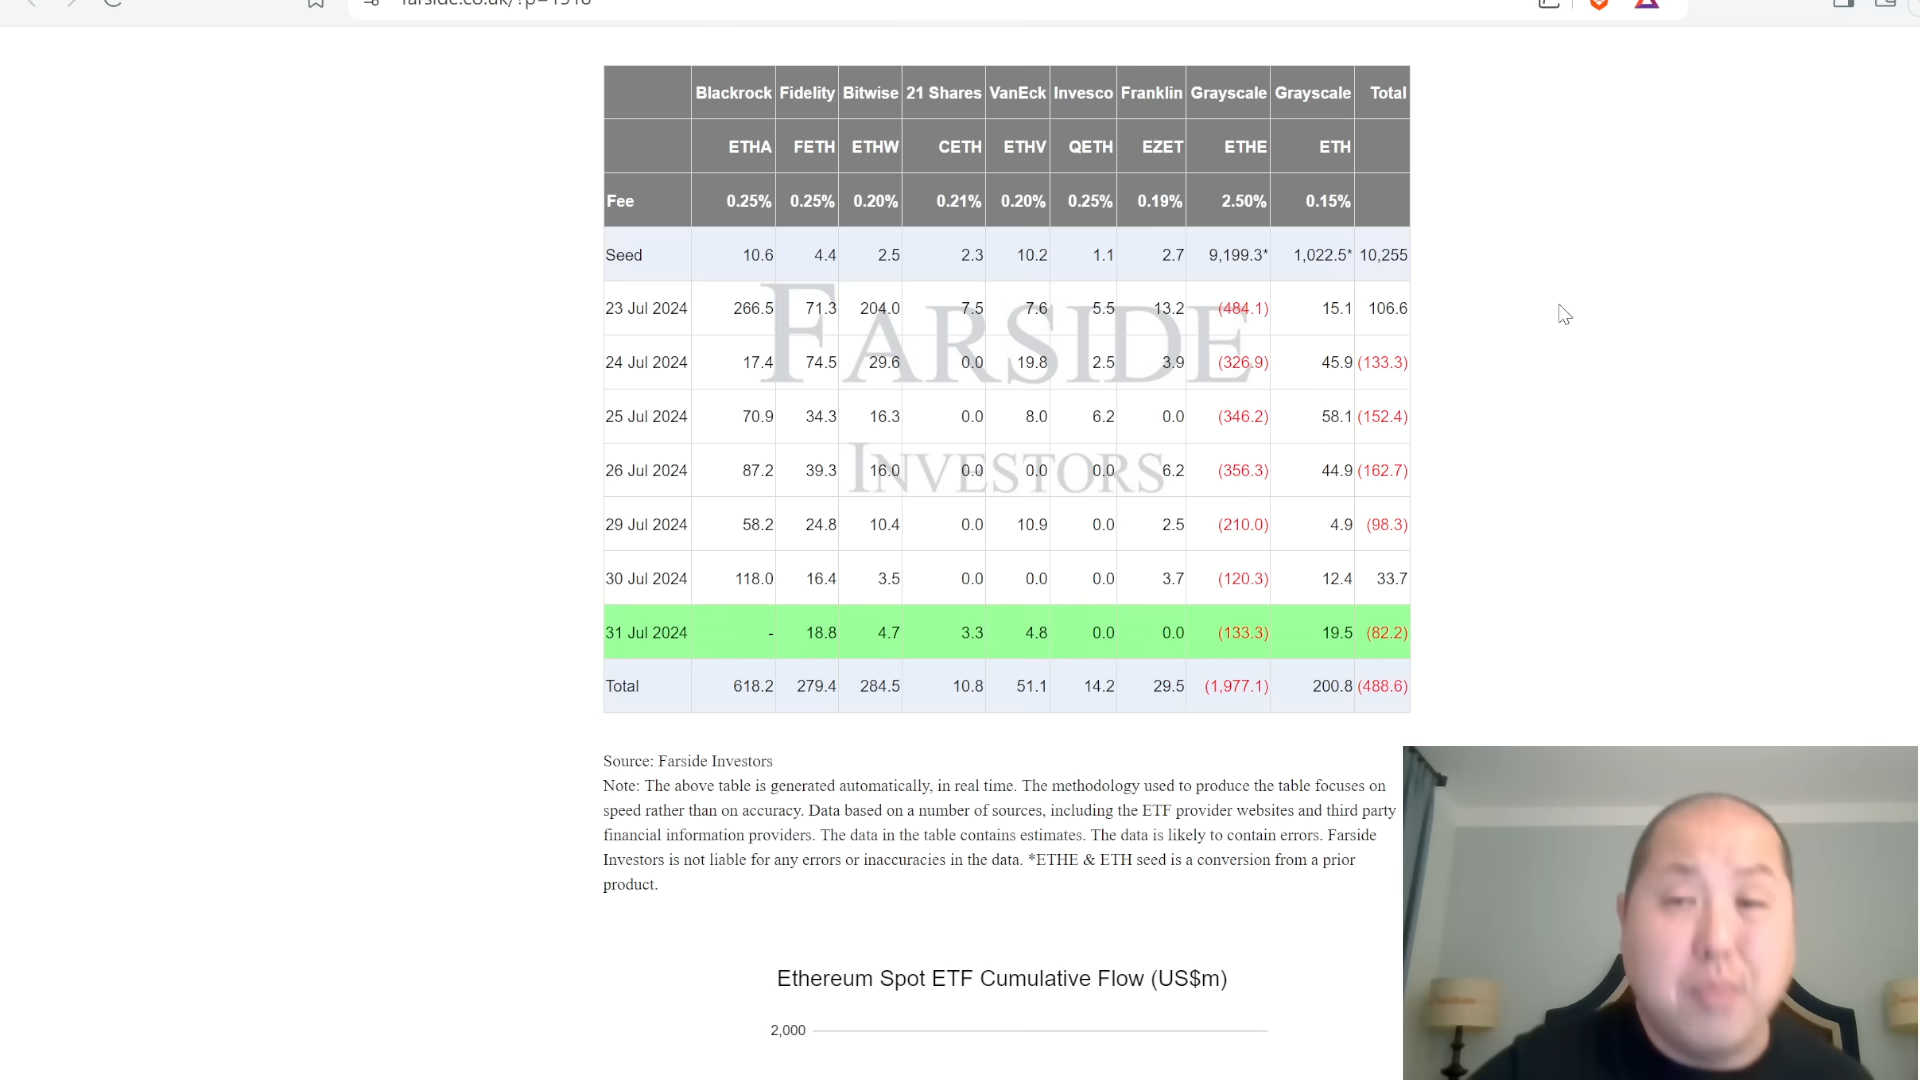 Blackrock Fidelity Bitwise 21 Shares VanEck Invesco Franklin Grayscale Grayscale Total
ETHA FETH ETHW CETH ETHV QETH EZET ETHE ETH
Fee 0.25% 0.25% 0.20% 0.21% 0.20% 0.25% 0.19% 2.50% 0.15%
Seed 10.6 4.4 2.5 2.3 10.2 1.1 2.7 9,199.3* 1,022.5* 10,255
23 Jul 2024 266.5 71.3 204.0 7.5 7.6 5.5 13.2 (484.1) 15.1 106.6
24 Jul 2024 17.4 74.5 29.6 0.0 19.8 2.5 3.9 (326.9) 45.9 (133.3)
25 Jul 2024 70.9 34.3 16.3 0.0 8.0 6.2 0.0 (346.2) 58.1 (152.4)
26 Jul 2024 87.2 39.3 16.0 0.0 0.0 0.0 6.2 (356.3) 44.9 (162.7)
29 Jul 2024 58.2 24.8 10.4 0.0 10.9 0.0 2.5 (210.0) 4.9 (98.3)
30 Jul 2024 118.0 16.4 3.5 0.0 0.0 0.0 3.7 (120.3) 12.4 33.7
31 Jul 2024 - 18.8 4.7 3.3 4.8 0.0 0.0 (133.3) 19.5 (82.2)
Total 618.2 279.4 284.5 10.8 51.1 14.2 29.5 (1,977.1) 200.8 (488.6)
FARSIDE
INVESTORS
Source: Farside Investors
Note: The above table is generated automatically, in real time. The methodology used to produce the table focuses on
speed rather than on accuracy. Data based on a number of sources, including the ETF provider websites and third party
financial information providers. The data in the table contains estimates. The data is likely to contain errors. Farside
Investors is not liable for any errors or inaccuracies in the data. *ETHE & ETH seed is a conversion from a prior
product.
Ethereum Spot ETF Cumulative Flow (US$m)
2,000